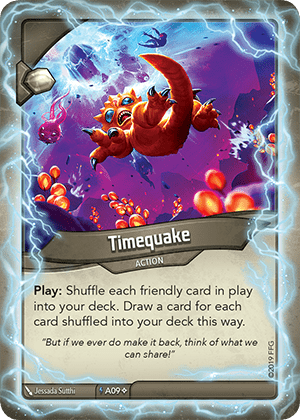 Timequake
ACTION
Play: Shuffle each friendly card in play
into your deck. Draw a card for each
card shuffled into your deck this way.
"But if we ever do make it back, think of what we
can share!"
©2019 FFG
Jessada Sutthi
A09